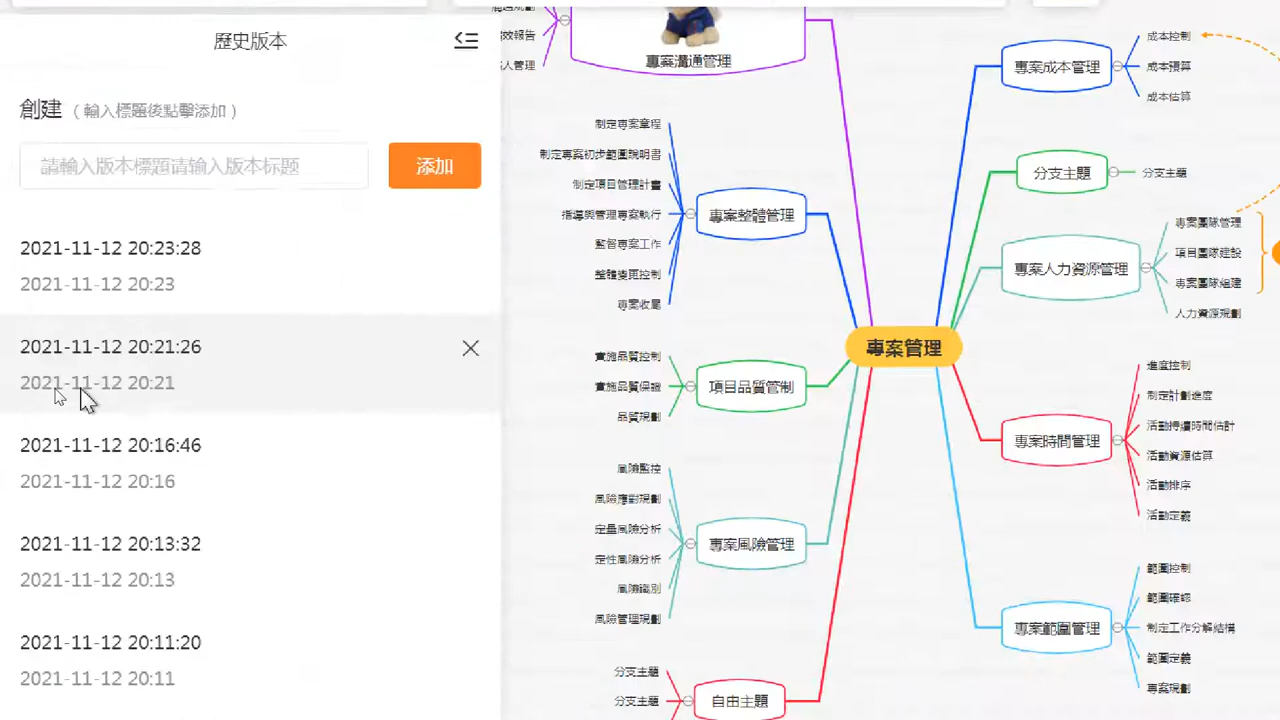 歷史版本
創建 ( 輸入標題後點擊添加 )
請輸入版本標題请输入版本标题
添加
2021-11-12 20:23:28
2021-11-12 20:23
2021-11-12 20:21:26
2021-11-12 20:21
2021-11-12 20:16:46
2021-11-12 20:16
2021-11-12 20:13:32
2021-11-12 20:13
2021-11-12 20:11:20
2021-11-12 20:11
專案溝通管理
制定專案章程
制定專案初步範圍說明書
制定項目管理計畫
指導與管理專案執行
監督專案工作
整體變更控制
專案收尾
專案整體管理
實施品質控制
實施品質保證
品質規劃
項目品質管制
風險監控
風險應對規劃
定量風險分析
定性風險分析
風險識別
風險管理規劃
專案風險管理
分支主題
分支主題
自由主題
專案管理
專案成本管理
成本控制
成本預算
成本估算
分支主題
分支主題
專案人力資源管理
專案團隊管理
項目團隊建設
專案團隊組建
人力資源規劃
專案時間管理
進度控制
制定計劃進度
活動持續時間估計
活動資源估算
活動排序
活動定義
專案範圍管理
範圍控制
範圍確認
制定工作分解結構
範圍定義
專案規劃